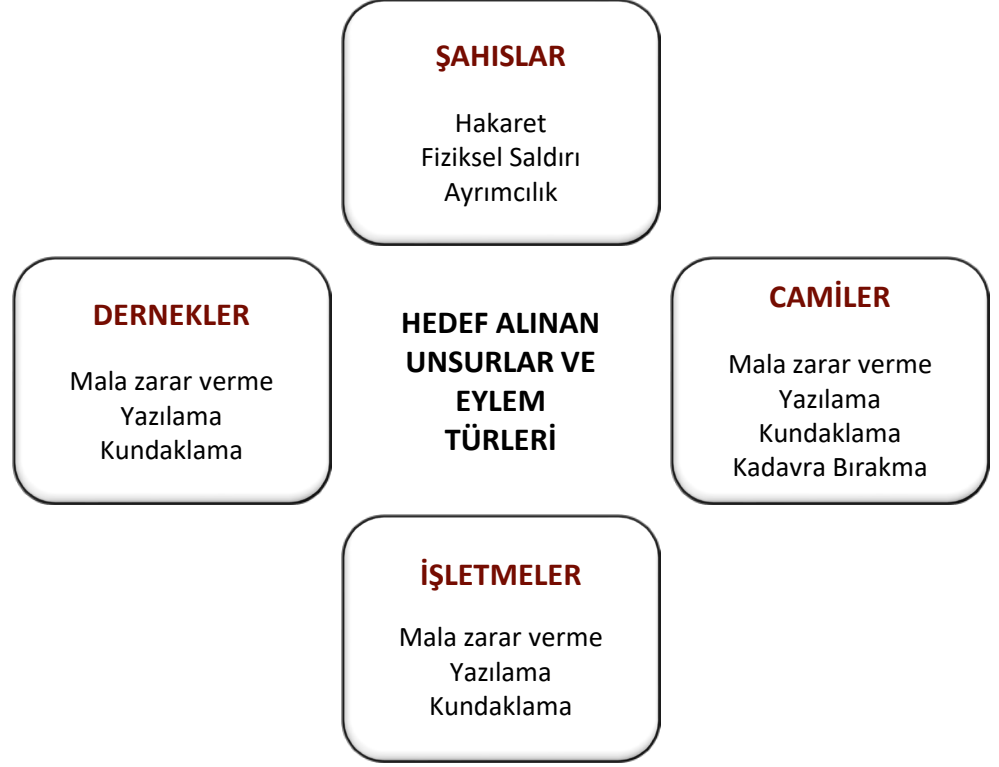 ŞAHISLAR
Hakaret
Fiziksel Saldırı
Ayrımcılık
DERNEKLER
Mala zarar verme
Yazılama
Kundaklama
HEDEF ALINAN
UNSURLAR VE
EYLEM
TÜRLERİ
CAMİLER
Mala zarar verme
Yazılama
Kundaklama
Kadavra Bırakma
İŞLETMELER
Mala zarar verme
Yazılama
Kundaklama